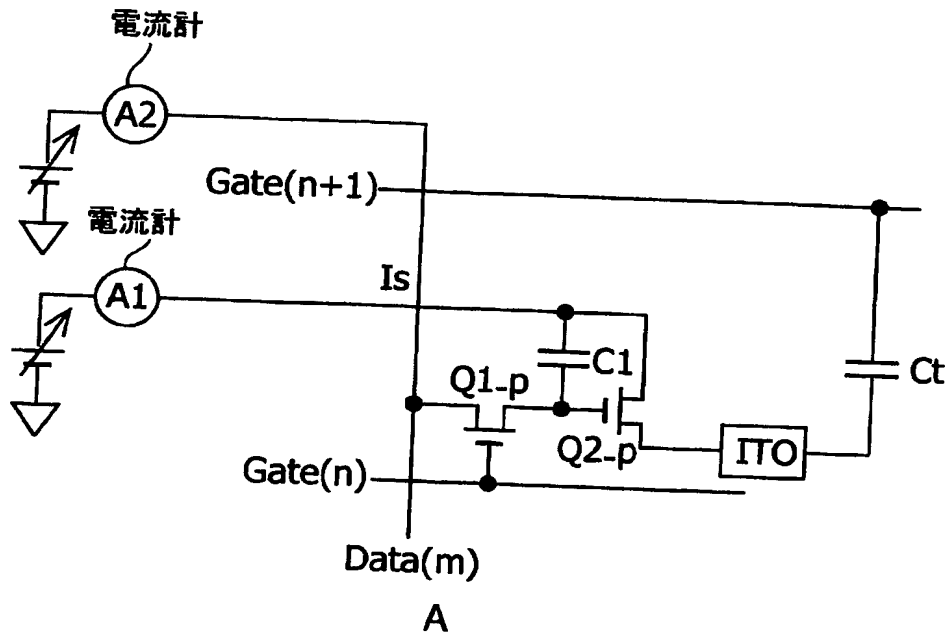 電流計
A2
Gate(n+1)
電流計
A1
Is
C1
Ct
Q1-p
Q2-p
ITO
Gate(n)
Data(m)
A